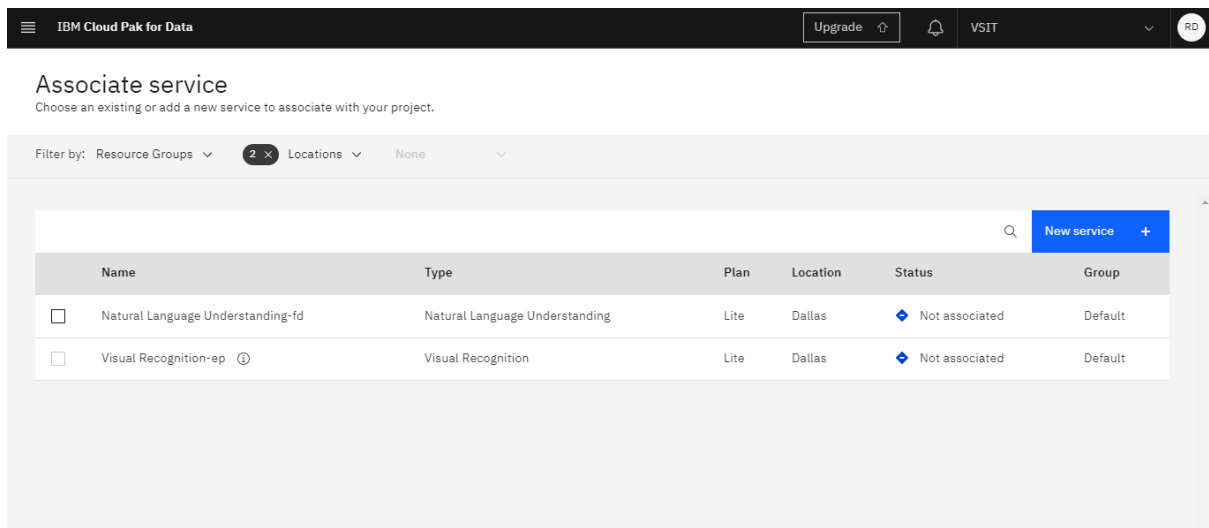 IBM Cloud Pak for Data Upgrade VSIT RD
Associate service
Choose an existing or add a new service to associate with your project.
Filter by: Resource Groups 2 × Locations None
New service +
Name Type Plan Location Status Group
Natural Language Understanding-fd Natural Language Understanding Lite Dallas Not associated Default
Visual Recognition-ep Visual Recognition Lite Dallas Not associated Default